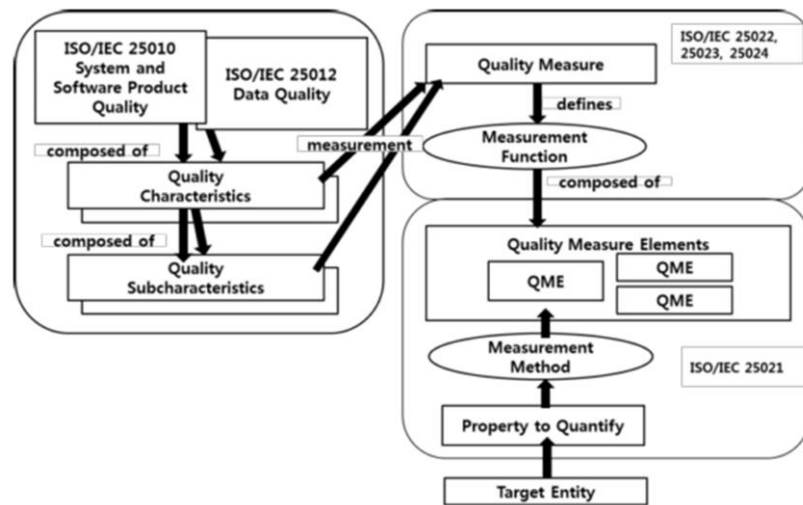 ISO/IEC 25010
System and
Software Product
Quality
ISO/IEC 25012
Data Quality
composed of
Quality
Characteristics
composed of
Quality
Subcharacteristics
measurement
ISO/IEC 25022,
25023, 25024
Quality Measure
defines
Measurement
Function
composed of
Quality Measure Elements
QME
QME
QME
Measurement
Method
ISO/IEC 25021
Property to Quantify
Target Entity